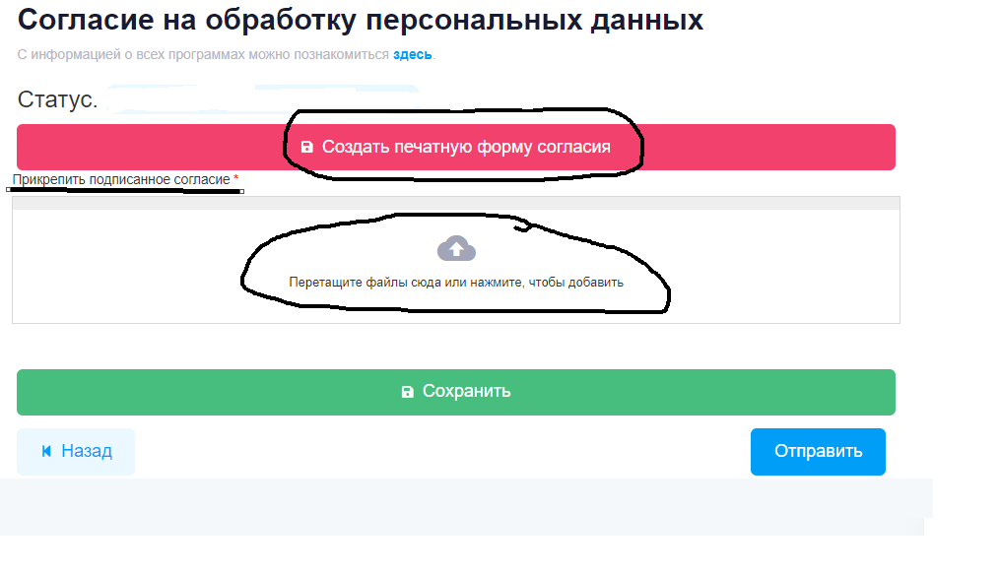 Согласие на обработку персональных данных
С информацией о всех программах можно познакомиться здесь.
Статус.
Создать печатную форму согласия
Прикрепить подписанное согласие *
Перетащите файлы сюда или нажмите, чтобы добавить
Сохранить
Назад
Отправить